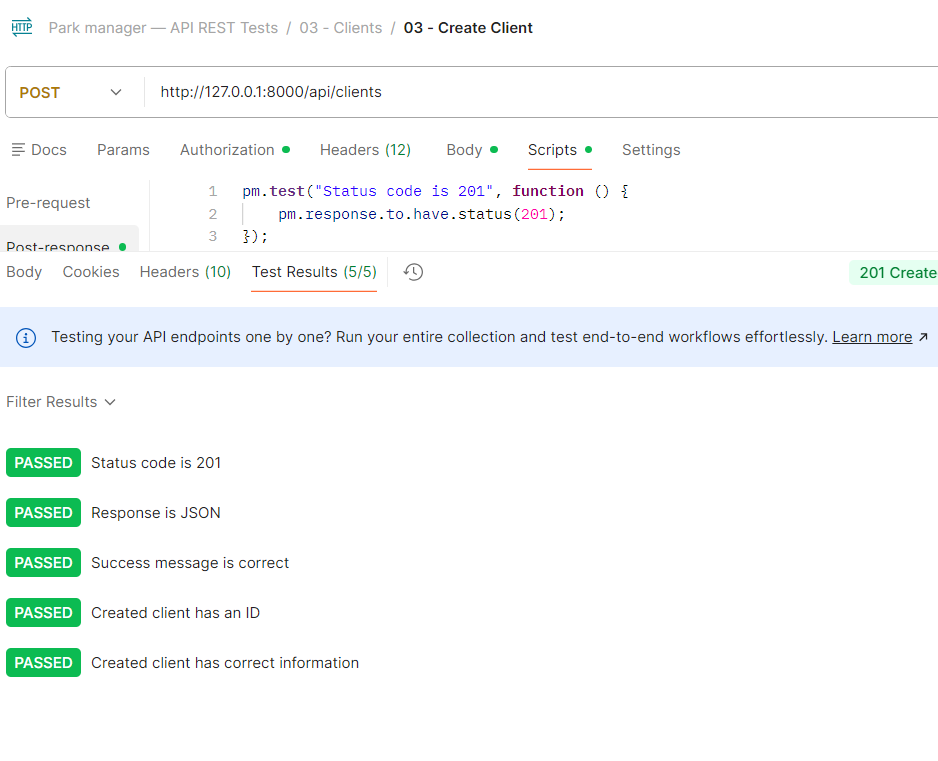 HTTP Park manager — API REST Tests / 03 - Clients / 03 - Create Client
POST http://127.0.0.1:8000/api/clients
Docs Params Authorization Headers (12) Body Scripts Settings
Pre-request
Post-response
1 pm.test("Status code is 201", function () {
2 pm.response.to.have.status(201);
3 });
Body Cookies Headers (10) Test Results (5/5) 201 Create
Testing your API endpoints one by one? Run your entire collection and test end-to-end workflows effortlessly. Learn more ↗
Filter Results
PASSED Status code is 201
PASSED Response is JSON
PASSED Success message is correct
PASSED Created client has an ID
PASSED Created client has correct information